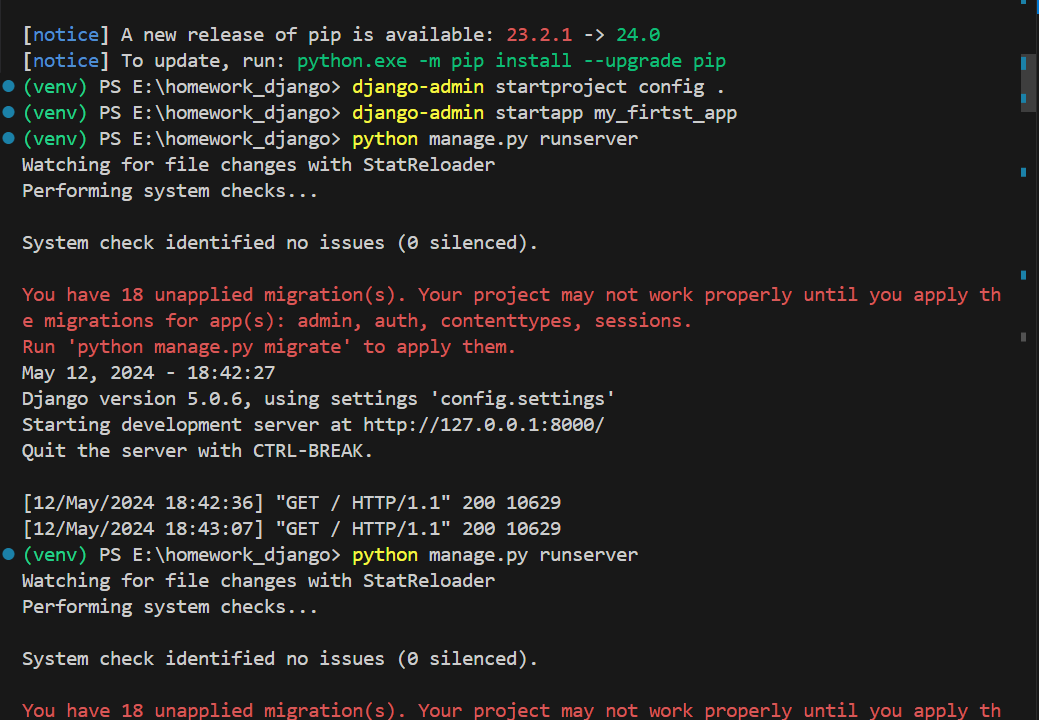 [notice] A new release of pip is available: 23.2.1 -> 24.0
[notice] To update, run: python.exe -m pip install --upgrade pip
(venv) PS E:\homework_django> django-admin startproject config .
(venv) PS E:\homework_django> django-admin startapp my_firtst_app
(venv) PS E:\homework_django> python manage.py runserver
Watching for file changes with StatReloader
Performing system checks...
System check identified no issues (0 silenced).
You have 18 unapplied migration(s). Your project may not work properly until you apply th
e migrations for app(s): admin, auth, contenttypes, sessions.
Run 'python manage.py migrate' to apply them.
May 12, 2024 - 18:42:27
Django version 5.0.6, using settings 'config.settings'
Starting development server at http://127.0.0.1:8000/
Quit the server with CTRL-BREAK.
[12/May/2024 18:42:36] "GET / HTTP/1.1" 200 10629
[12/May/2024 18:43:07] "GET / HTTP/1.1" 200 10629
(venv) PS E:\homework_django> python manage.py runserver
Watching for file changes with StatReloader
Performing system checks...
System check identified no issues (0 silenced).
You have 18 unapplied migration(s). Your project may not work properly until you apply th